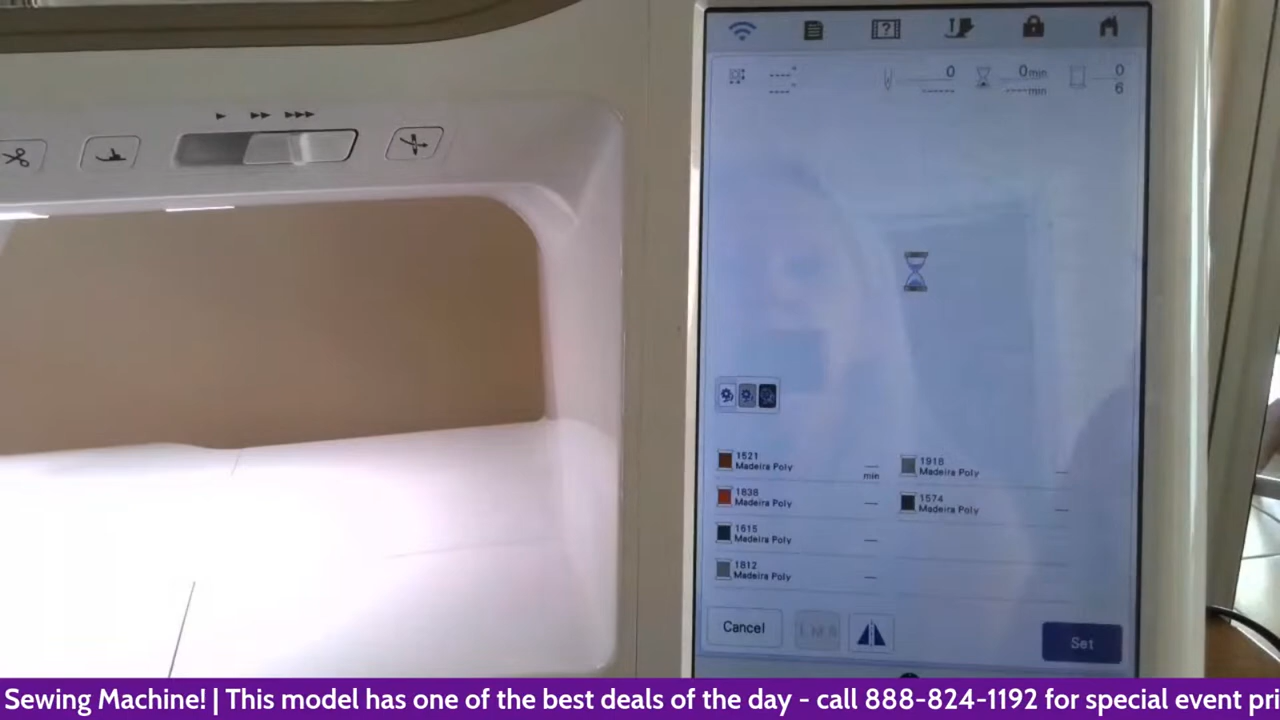 0
0min
0
-----
----min
6
1521
Madeira Poly
min
1838
Madeira Poly
1615
Madeira Poly
1812
Madeira Poly
1918
Madeira Poly
1574
Madeira Poly
Cancel
Set
Sewing Machine! | This model has one of the best deals of the day - call 888-824-1192 for special event pri